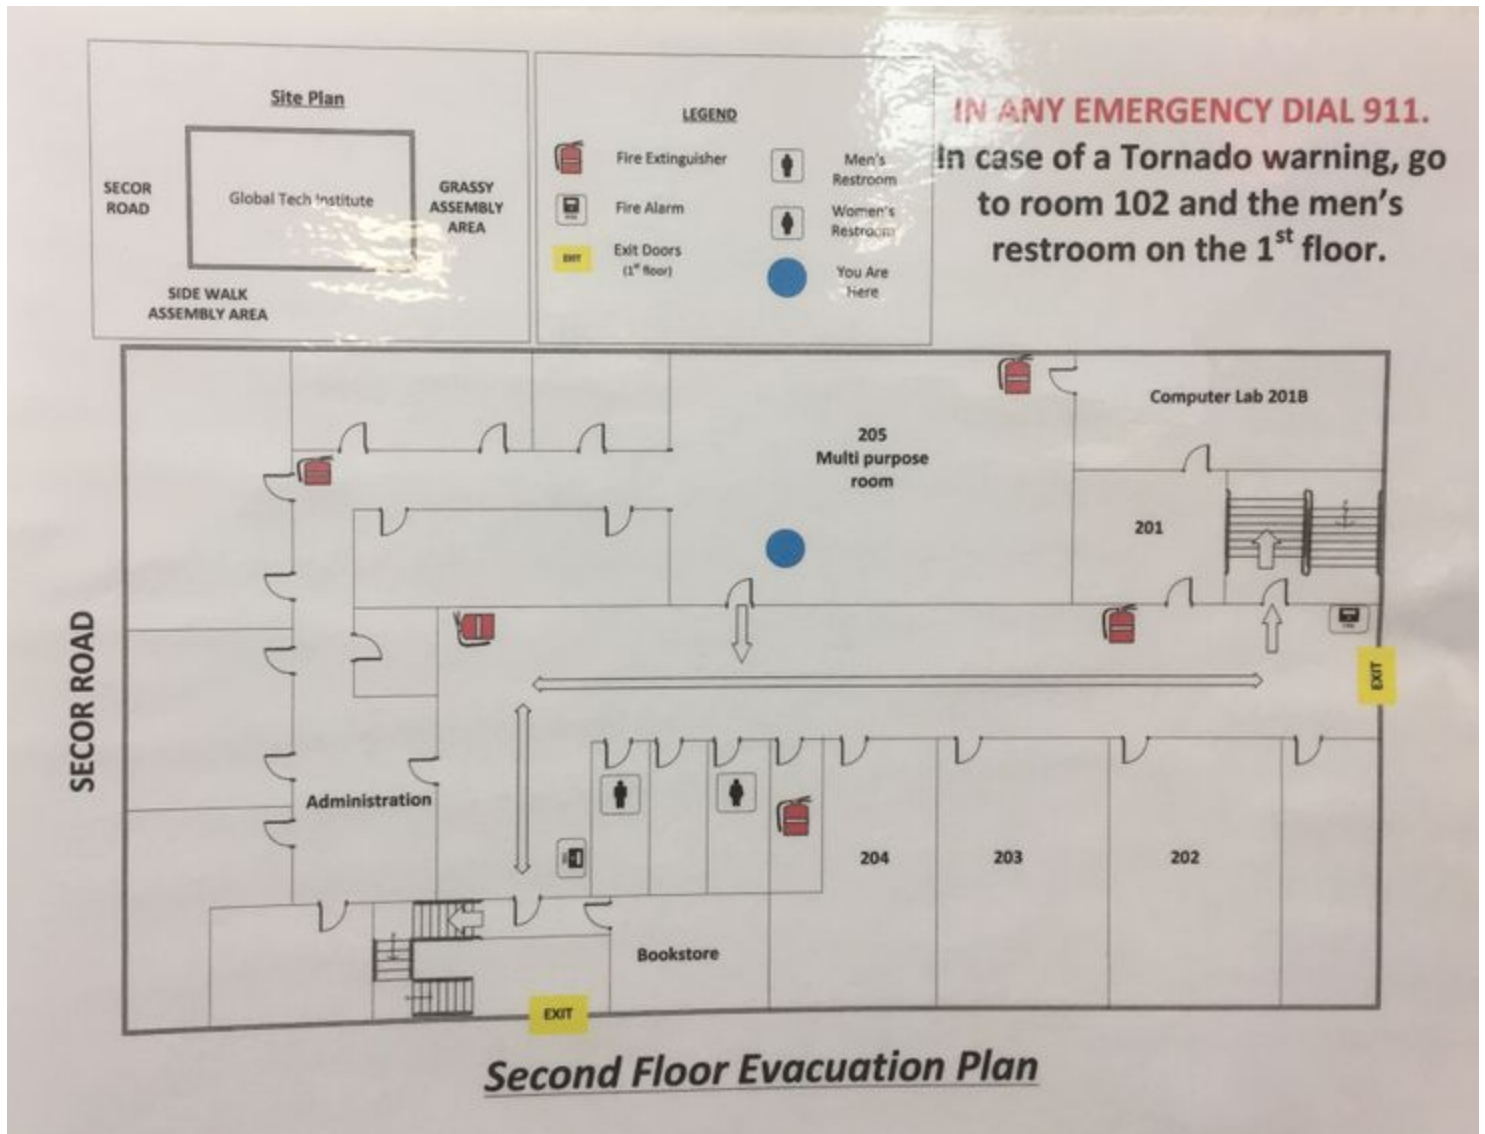 Site Plan
SECOR
ROAD
Global Tech Institute
GRASSY
ASSEMBLY
AREA
SIDE WALK
ASSEMBLY AREA
LEGEND
Fire Extinguisher
Fire Alarm
EXIT
Exit Doors
(1st floor)
Men's
Restroom
Women's
Restroom
You Are
Here
IN ANY EMERGENCY DIAL 911.
In case of a Tornado warning, go
to room 102 and the men's
restroom on the 1st floor.
Computer Lab 201B
205
Multi purpose
room
201
SECOR ROAD
EXIT
Administration
204
203
202
Bookstore
EXIT
Second Floor Evacuation Plan